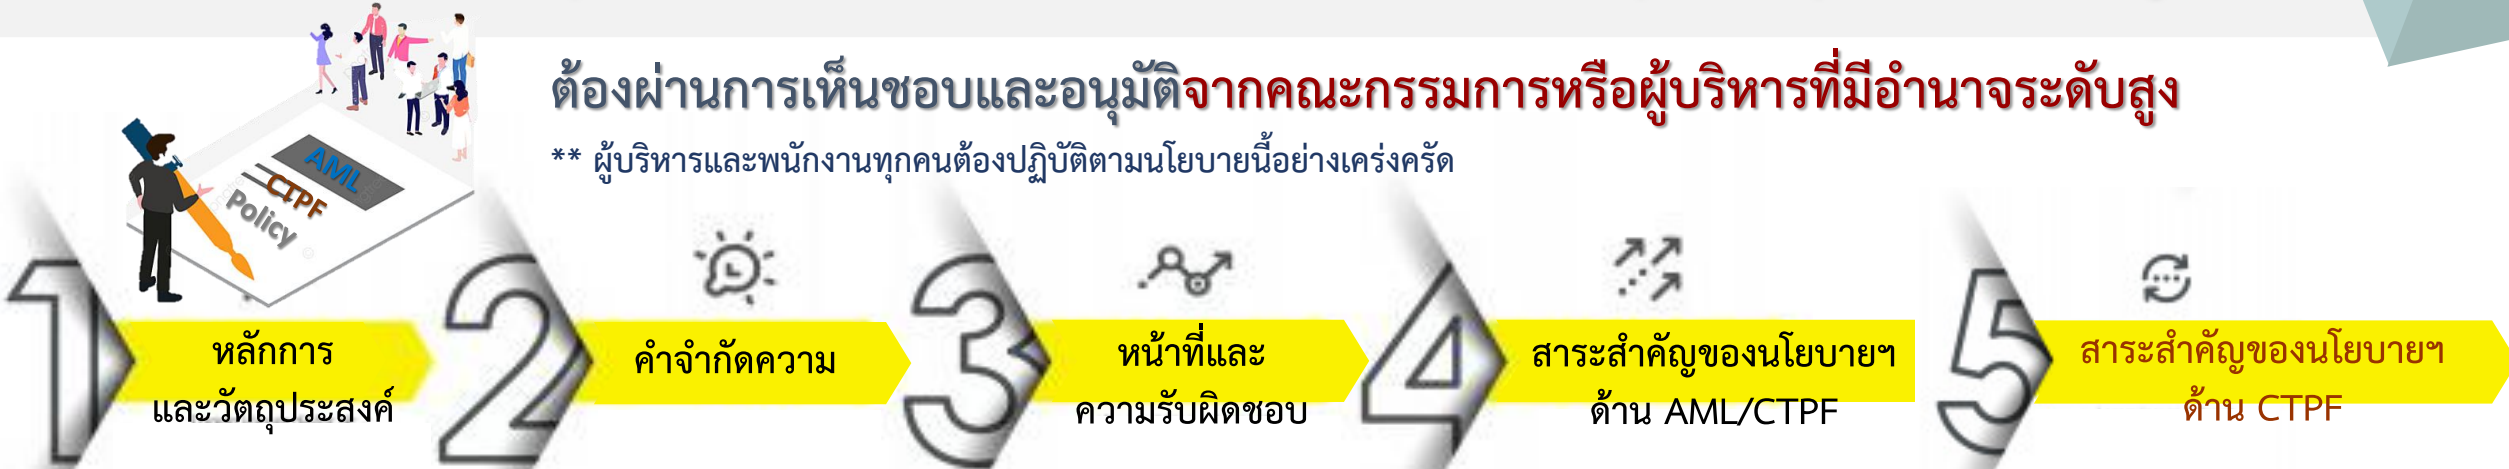 ต้องผ่านการเห็นชอบและอนุมัติจากคณะกรรมการหรือผู้บริหารที่มีอำนาจระดับสูง
** ผู้บริหารและพนักงานทุกคนต้องปฏิบัติตามนโยบายนี้อย่างเคร่งครัด
AML
CTPF
Policy
1
หลักการ
และวัตถุประสงค์
2
คำจำกัดความ
3
หน้าที่และ
ความรับผิดชอบ
4
สาระสำคัญของนโยบายฯ
ด้าน AML/CTPF
5
สาระสำคัญของนโยบายฯ
ด้าน CTPF